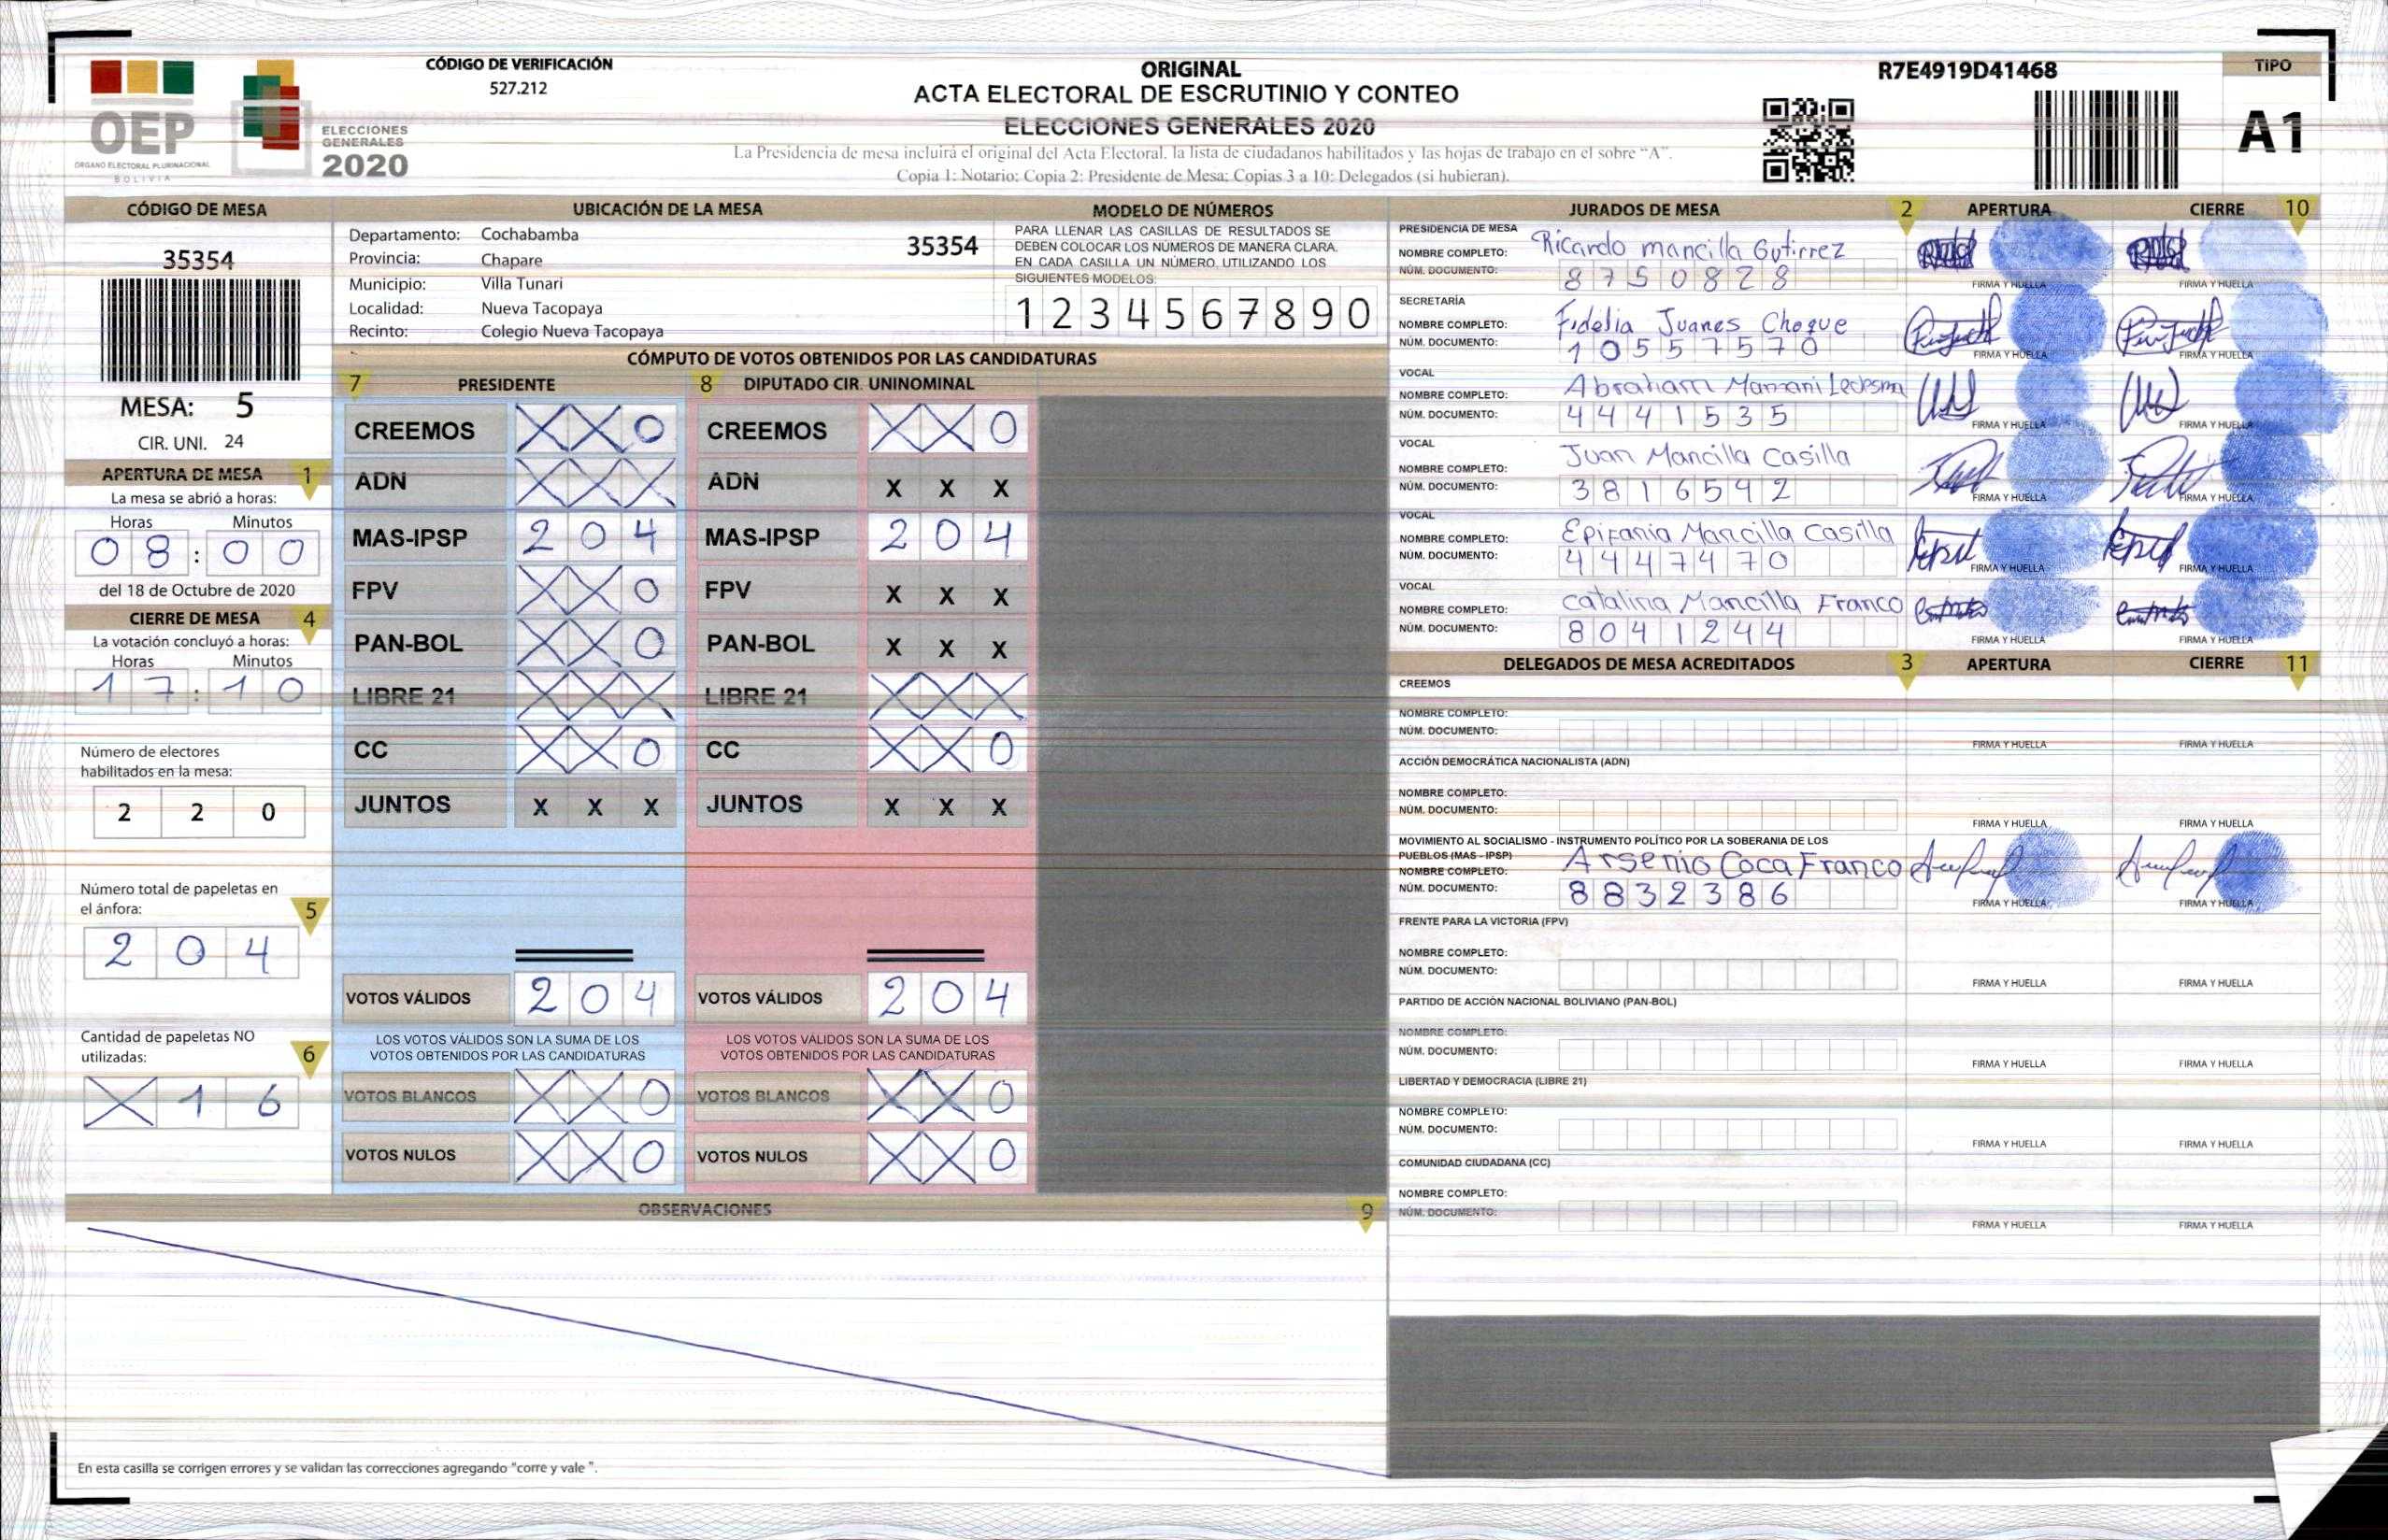 OEP
ÓRGANO ELECTORAL PLURINACIONAL
BOLIVIA
ELECCIONES
GENERALES
2020
CÓDIGO DE VERIFICACIÓN
527.212
ORIGINAL
ACTA ELECTORAL DE ESCRUTINIO Y CONTEO
ELECCIONES GENERALES 2020
La Presidencia de mesa incluirá el original del Acta Electoral, la lista de ciudadanos habilitados y las hojas de trabajo en el sobre “A”.
Copia 1: Notario; Copia 2: Presidente de Mesa; Copias 3 a 10: Delegados (si hubieran).
R7E4919D41468
TIPO
A1
CÓDIGO DE MESA
35354
MESA: 5
CIR. UNI. 24
APERTURA DE MESA 1
La mesa se abrió a horas:
Horas Minutos
0 8 : 0 0
del 18 de Octubre de 2020
CIERRE DE MESA 4
La votación concluyó a horas:
Horas Minutos
1 7 : 1 0
Número de electores
habilitados en la mesa:
2 2 0
Número total de papeletas en
el ánfora: 5
2 0 4
Cantidad de papeletas NO
utilizadas: 6
X 1 6
UBICACIÓN DE LA MESA
Departamento: Cochabamba 35354
Provincia: Chapare
Municipio: Villa Tunari
Localidad: Nueva Tacopaya
Recinto: Colegio Nueva Tacopaya
MODELO DE NÚMEROS
PARA LLENAR LAS CASILLAS DE RESULTADOS SE
DEBEN COLOCAR LOS NÚMEROS DE MANERA CLARA.
EN CADA CASILLA UN NÚMERO, UTILIZANDO LOS
SIGUIENTES MODELOS:
1 2 3 4 5 6 7 8 9 0
CÓMPUTO DE VOTOS OBTENIDOS POR LAS CANDIDATURAS
7 PRESIDENTE 8 DIPUTADO CIR. UNINOMINAL
CREEMOS X X 0 CREEMOS X X 0
ADN X X X ADN X X X
MAS-IPSP 2 0 4 MAS-IPSP 2 0 4
FPV X X 0 FPV X X X
PAN-BOL X X 0 PAN-BOL X X X
LIBRE 21 X X X LIBRE 21 X X X
CC X X 0 CC X X 0
JUNTOS X X X JUNTOS X X X
VOTOS VÁLIDOS 2 0 4 VOTOS VÁLIDOS 2 0 4
LOS VOTOS VÁLIDOS SON LA SUMA DE LOS LOS VOTOS VÁLIDOS SON LA SUMA DE LOS
VOTOS OBTENIDOS POR LAS CANDIDATURAS VOTOS OBTENIDOS POR LAS CANDIDATURAS
VOTOS BLANCOS X X 0 VOTOS BLANCOS X X 0
VOTOS NULOS X X 0 VOTOS NULOS X X 0
OBSERVACIONES 9
En esta casilla se corrigen errores y se validan las correcciones agregando "corre y vale ".
JURADOS DE MESA 2 APERTURA CIERRE 10
PRESIDENCIA DE MESA
NOMBRE COMPLETO: Ricardo mancilla Gutirrez
NÚM. DOCUMENTO: 8750828
FIRMA Y HUELLA FIRMA Y HUELLA
SECRETARÍA
NOMBRE COMPLETO: Fidelia Juanes Choque
NÚM. DOCUMENTO: 10557570
FIRMA Y HUELLA FIRMA Y HUELLA
VOCAL
NOMBRE COMPLETO: Abraham Mamani Ledesma
NÚM. DOCUMENTO: 4441535
FIRMA Y HUELLA FIRMA Y HUELLA
VOCAL
NOMBRE COMPLETO: Juan Mancilla Casilla
NÚM. DOCUMENTO: 3816592
FIRMA Y HUELLA FIRMA Y HUELLA
VOCAL
NOMBRE COMPLETO: Epifania Mancilla Casilla
NÚM. DOCUMENTO: 4447470
FIRMA Y HUELLA FIRMA Y HUELLA
VOCAL
NOMBRE COMPLETO: Catalina Mancilla Franco
NÚM. DOCUMENTO: 8041244
FIRMA Y HUELLA FIRMA Y HUELLA
DELEGADOS DE MESA ACREDITADOS 3 APERTURA CIERRE 11
CREEMOS
NOMBRE COMPLETO:
NÚM. DOCUMENTO:
FIRMA Y HUELLA FIRMA Y HUELLA
ACCIÓN DEMOCRÁTICA NACIONALISTA (ADN)
NOMBRE COMPLETO:
NÚM. DOCUMENTO:
FIRMA Y HUELLA FIRMA Y HUELLA
MOVIMIENTO AL SOCIALISMO - INSTRUMENTO POLÍTICO POR LA SOBERANIA DE LOS
PUEBLOS (MAS - IPSP)
NOMBRE COMPLETO: Arsenio Coca Franco
NÚM. DOCUMENTO: 8832386
FIRMA Y HUELLA FIRMA Y HUELLA
FRENTE PARA LA VICTORIA (FPV)
NOMBRE COMPLETO:
NÚM. DOCUMENTO:
FIRMA Y HUELLA FIRMA Y HUELLA
PARTIDO DE ACCIÓN NACIONAL BOLIVIANO (PAN-BOL)
NOMBRE COMPLETO:
NÚM. DOCUMENTO:
FIRMA Y HUELLA FIRMA Y HUELLA
LIBERTAD Y DEMOCRACIA (LIBRE 21)
NOMBRE COMPLETO:
NÚM. DOCUMENTO:
FIRMA Y HUELLA FIRMA Y HUELLA
COMUNIDAD CIUDADANA (CC)
NOMBRE COMPLETO:
NÚM. DOCUMENTO:
FIRMA Y HUELLA FIRMA Y HUELLA